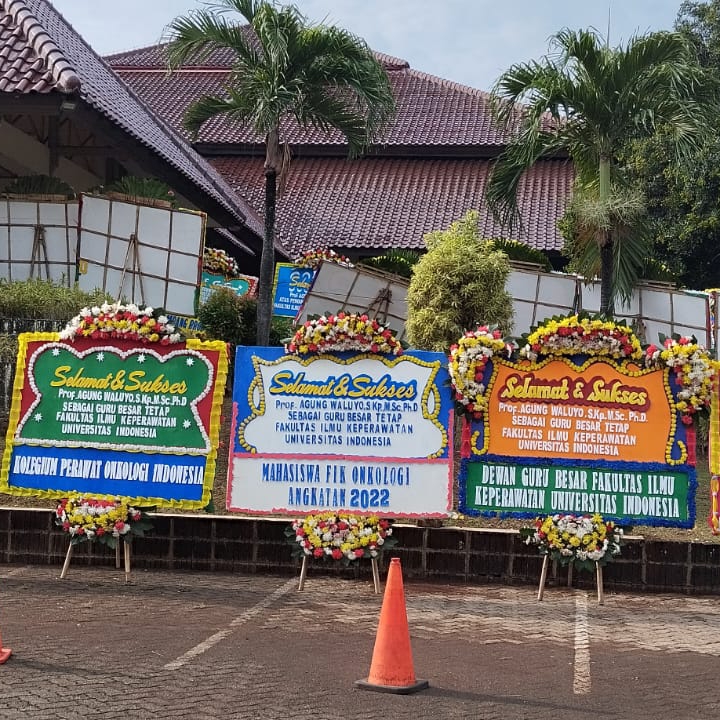 Selamat & Sukses
Prof. AGUNG WALUYO.S.Kp.M.Sc.Ph.D
SEBAGAI GURU BESAR TETAP
FAKULTAS ILMU KEPERAWATAN
UNIVERSITAS INDONESIA
KOLEGIUM PERAWAT ONKOLOGI INDONESIA
Selamat & Sukses
Prof. AGUNG WALUYO.S.Kp.M.Sc.Ph.D
SEBAGAI GURU BESAR TETAP
FAKULTAS ILMU KEPERAWATAN
UNIVERSITAS INDONESIA
MAHASISWA FIK ONKOLOGI
ANGKATAN 2022
Selamat & Sukses
Prof. AGUNG WALUYO.S.Kp.M.Sc.Ph.D
SEBAGAI GURU BESAR TETAP
FAKULTAS ILMU KEPERAWATAN
UNIVERSITAS INDONESIA
DEWAN GURU BESAR FAKULTAS ILMU
KEPERAWATAN UNIVERSITAS INDONESIA